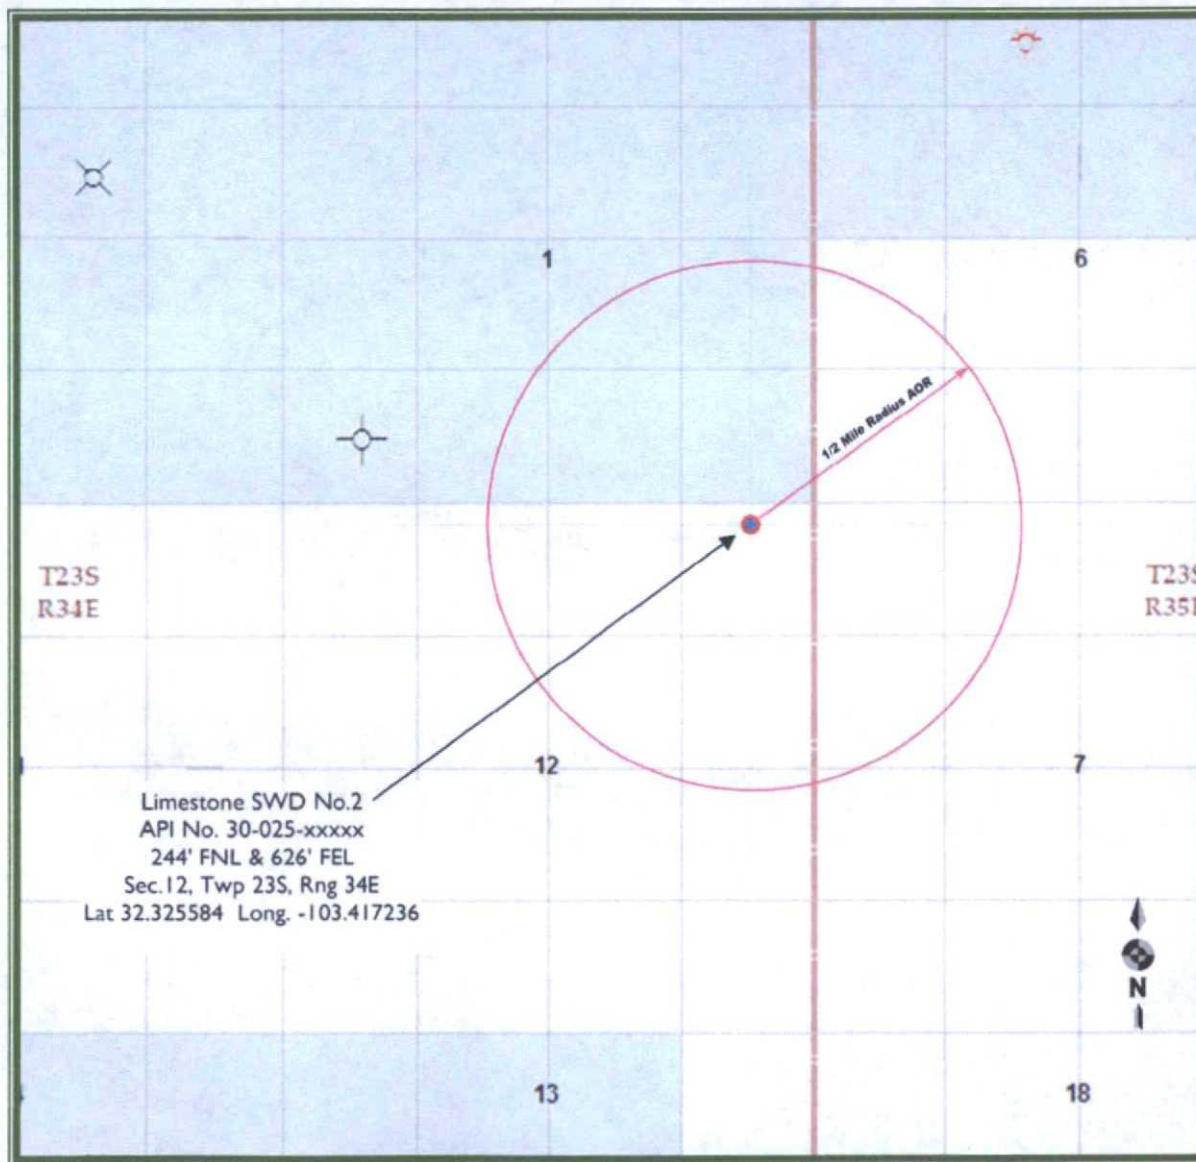 1
6
1/2 Mile Radius AOR
T23S
R34E
T23S
12
7
Limestone SWD No.2
API No. 30-025-xxxxx
244' FNL & 626' FEL
Sec.12, Twp 23S, Rng 34E
Lat 32.325584 Long. -103.417236
N
13
18